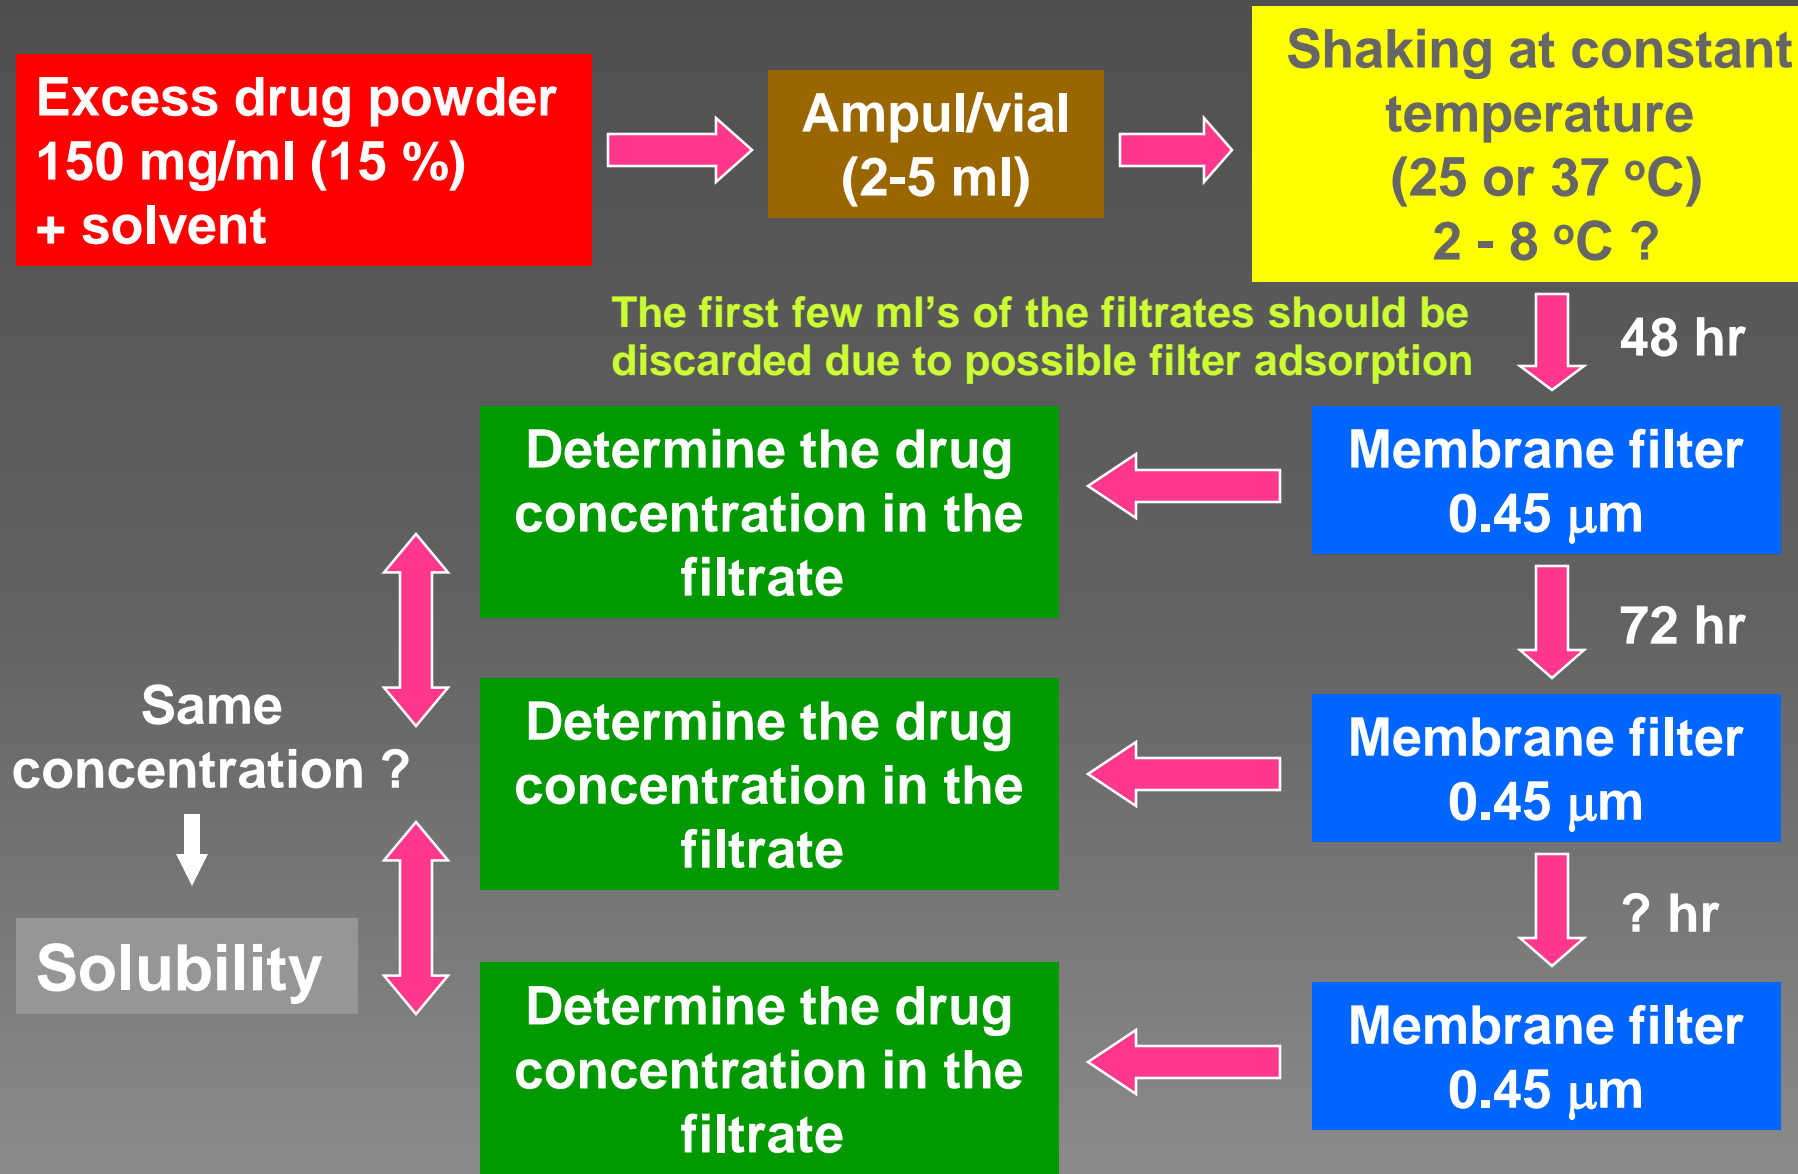 Excess drug powder
150 mg/ml (15 %)
+ solvent
Ampul/vial
(2-5 ml)
Shaking at constant
temperature
(25 or 37 ºC)
2 - 8 ºC ?
The first few ml’s of the filtrates should be
discarded due to possible filter adsorption
48 hr
Determine the drug
concentration in the
filtrate
Membrane filter
0.45 μm
72 hr
Same
concentration ?
Determine the drug
concentration in the
filtrate
Membrane filter
0.45 μm
? hr
Solubility
Determine the drug
concentration in the
filtrate
Membrane filter
0.45 μm